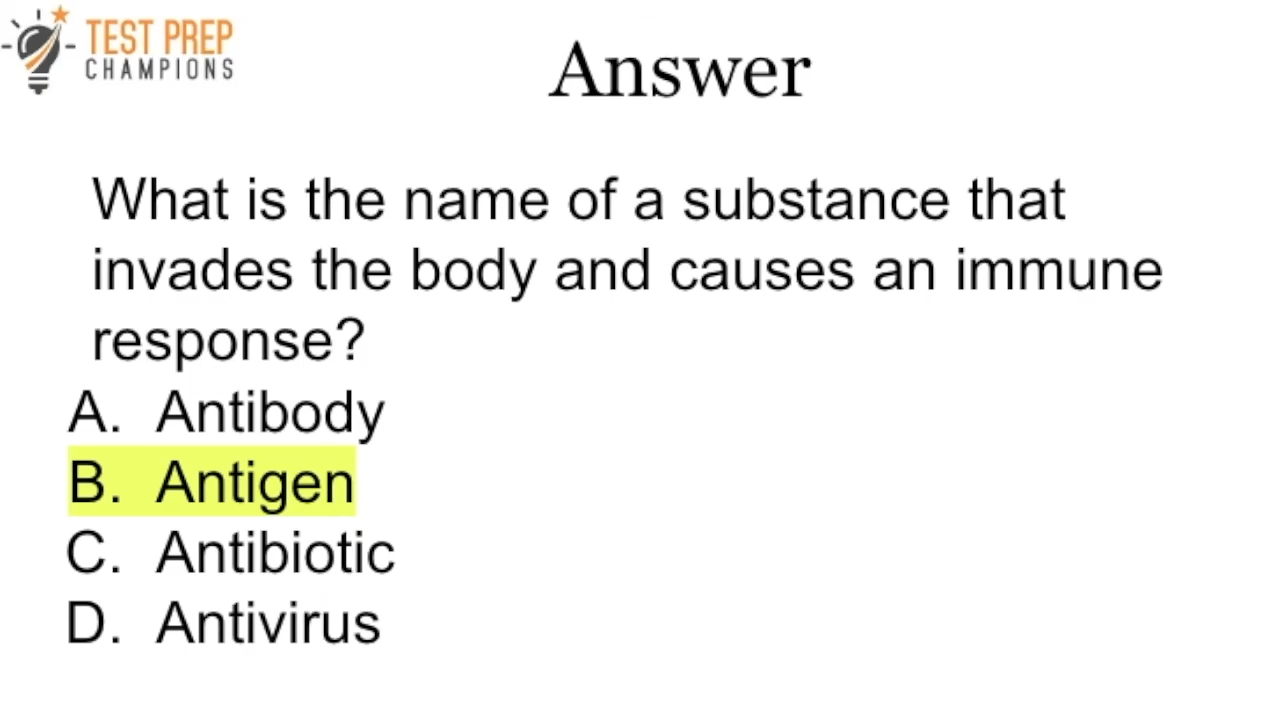 TEST PREP
CHAMPIONS
Answer
What is the name of a substance that
invades the body and causes an immune
response?
A. Antibody
B. Antigen
C. Antibiotic
D. Antivirus